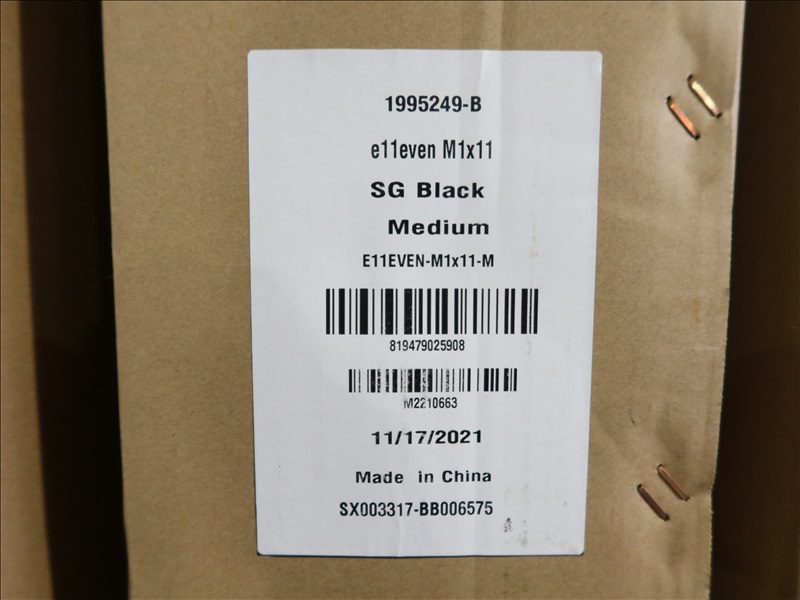 1995249-B
e11even M1x11
SG Black
Medium
E11EVEN-M1x11-M
819479025908
M2210663
11/17/2021
Made in China
SX003317-BB006575